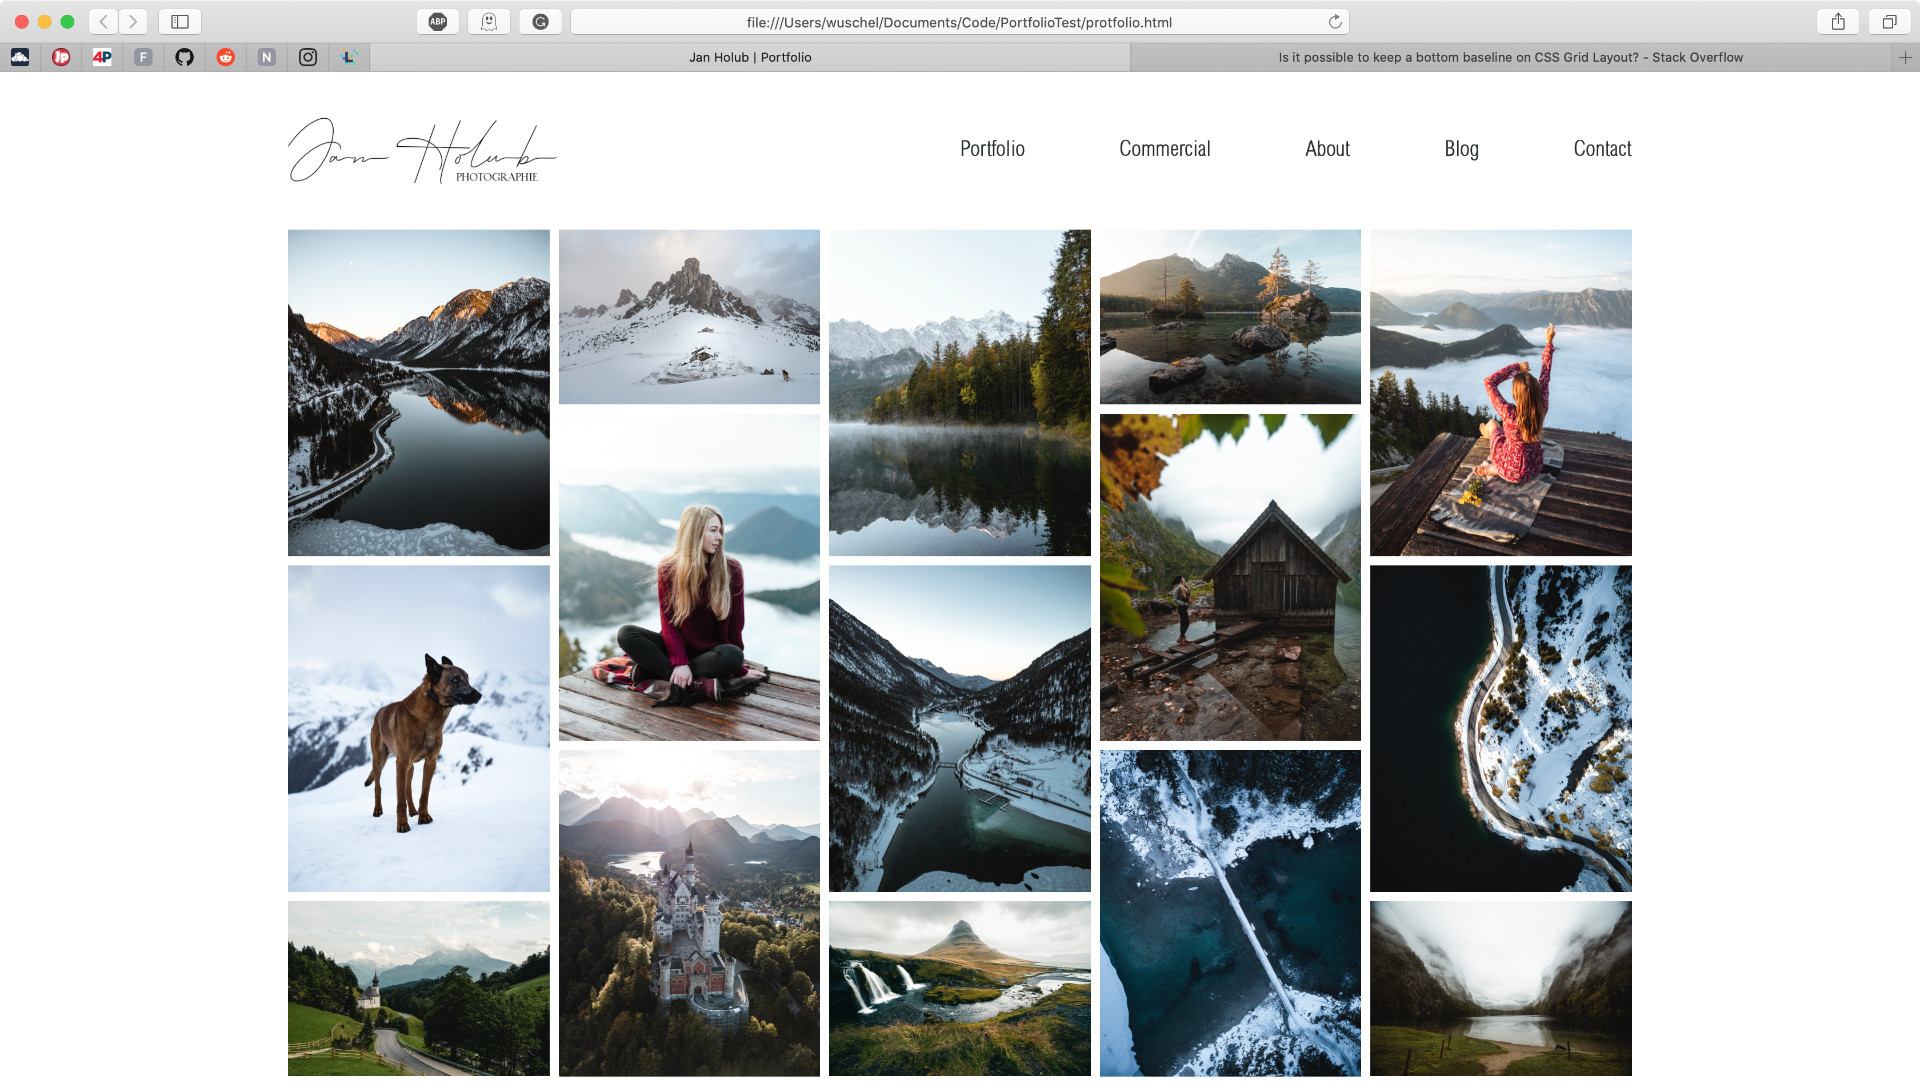 ABP
G
file:///Users/wuschel/Documents/Code/PortfolioTest/protfolio.html
Jp
4P
F
N
L
Jan Holub | Portfolio
Is it possible to keep a bottom baseline on CSS Grid Layout? - Stack Overflow
Jan Holub
PHOTOGRAPHIE
Portfolio
Commercial
About
Blog
Contact